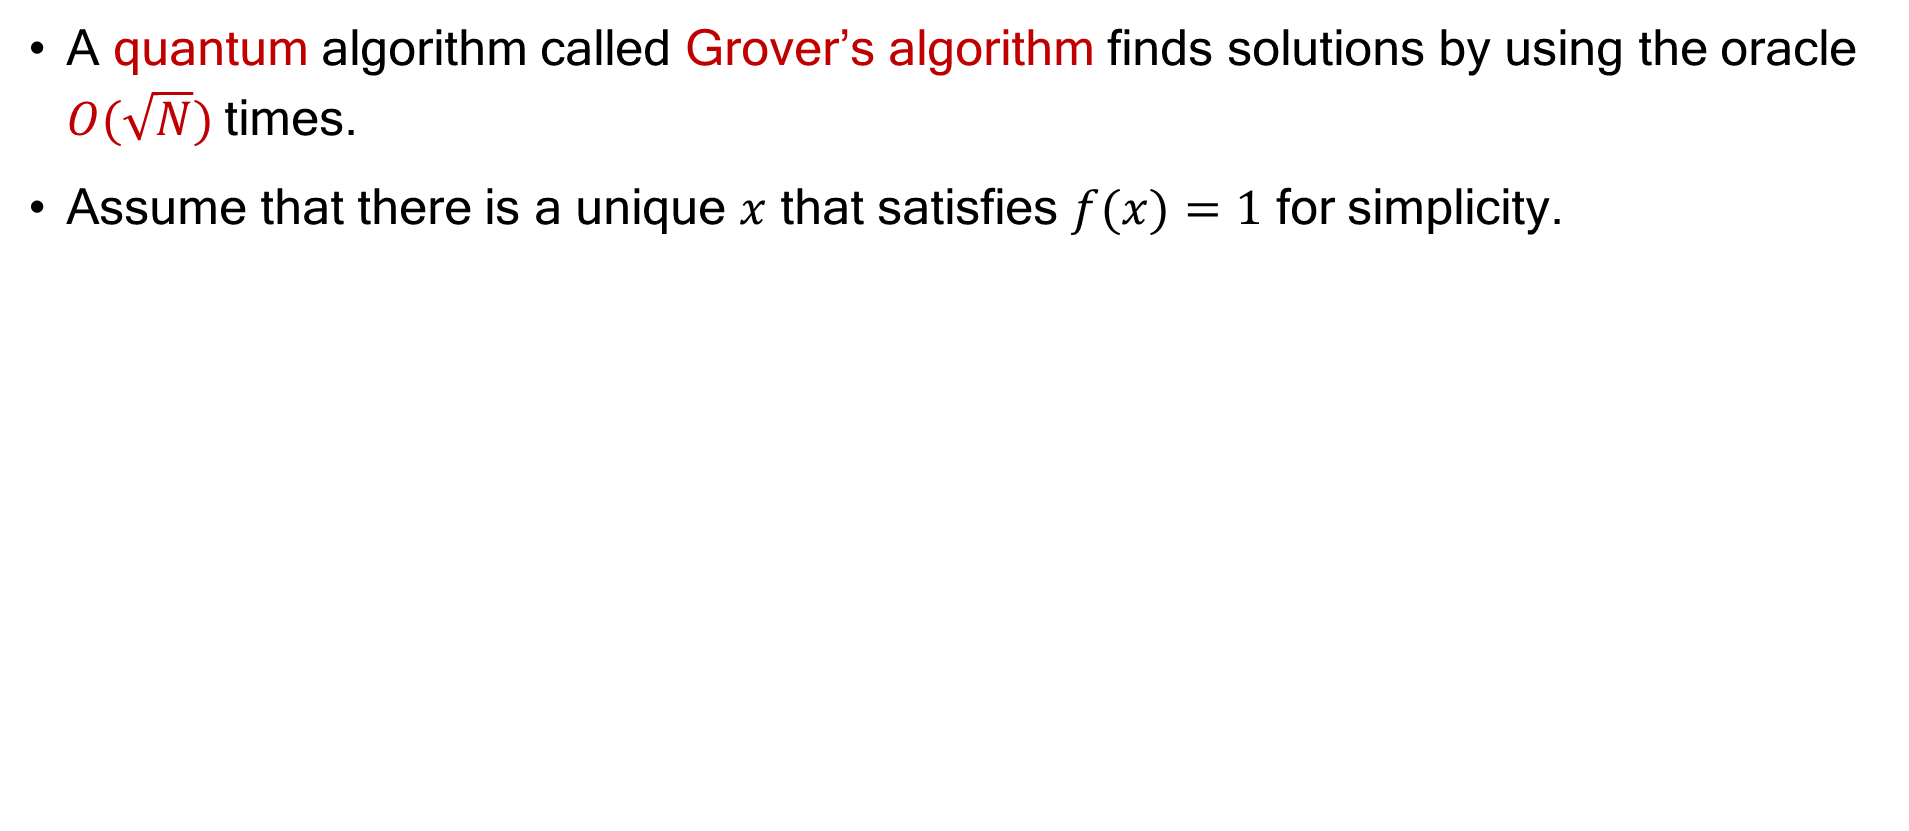 • A quantum algorithm called Grover’s algorithm finds solutions by using the oracle
O(√N) times.
• Assume that there is a unique x that satisfies f(x) = 1 for simplicity.